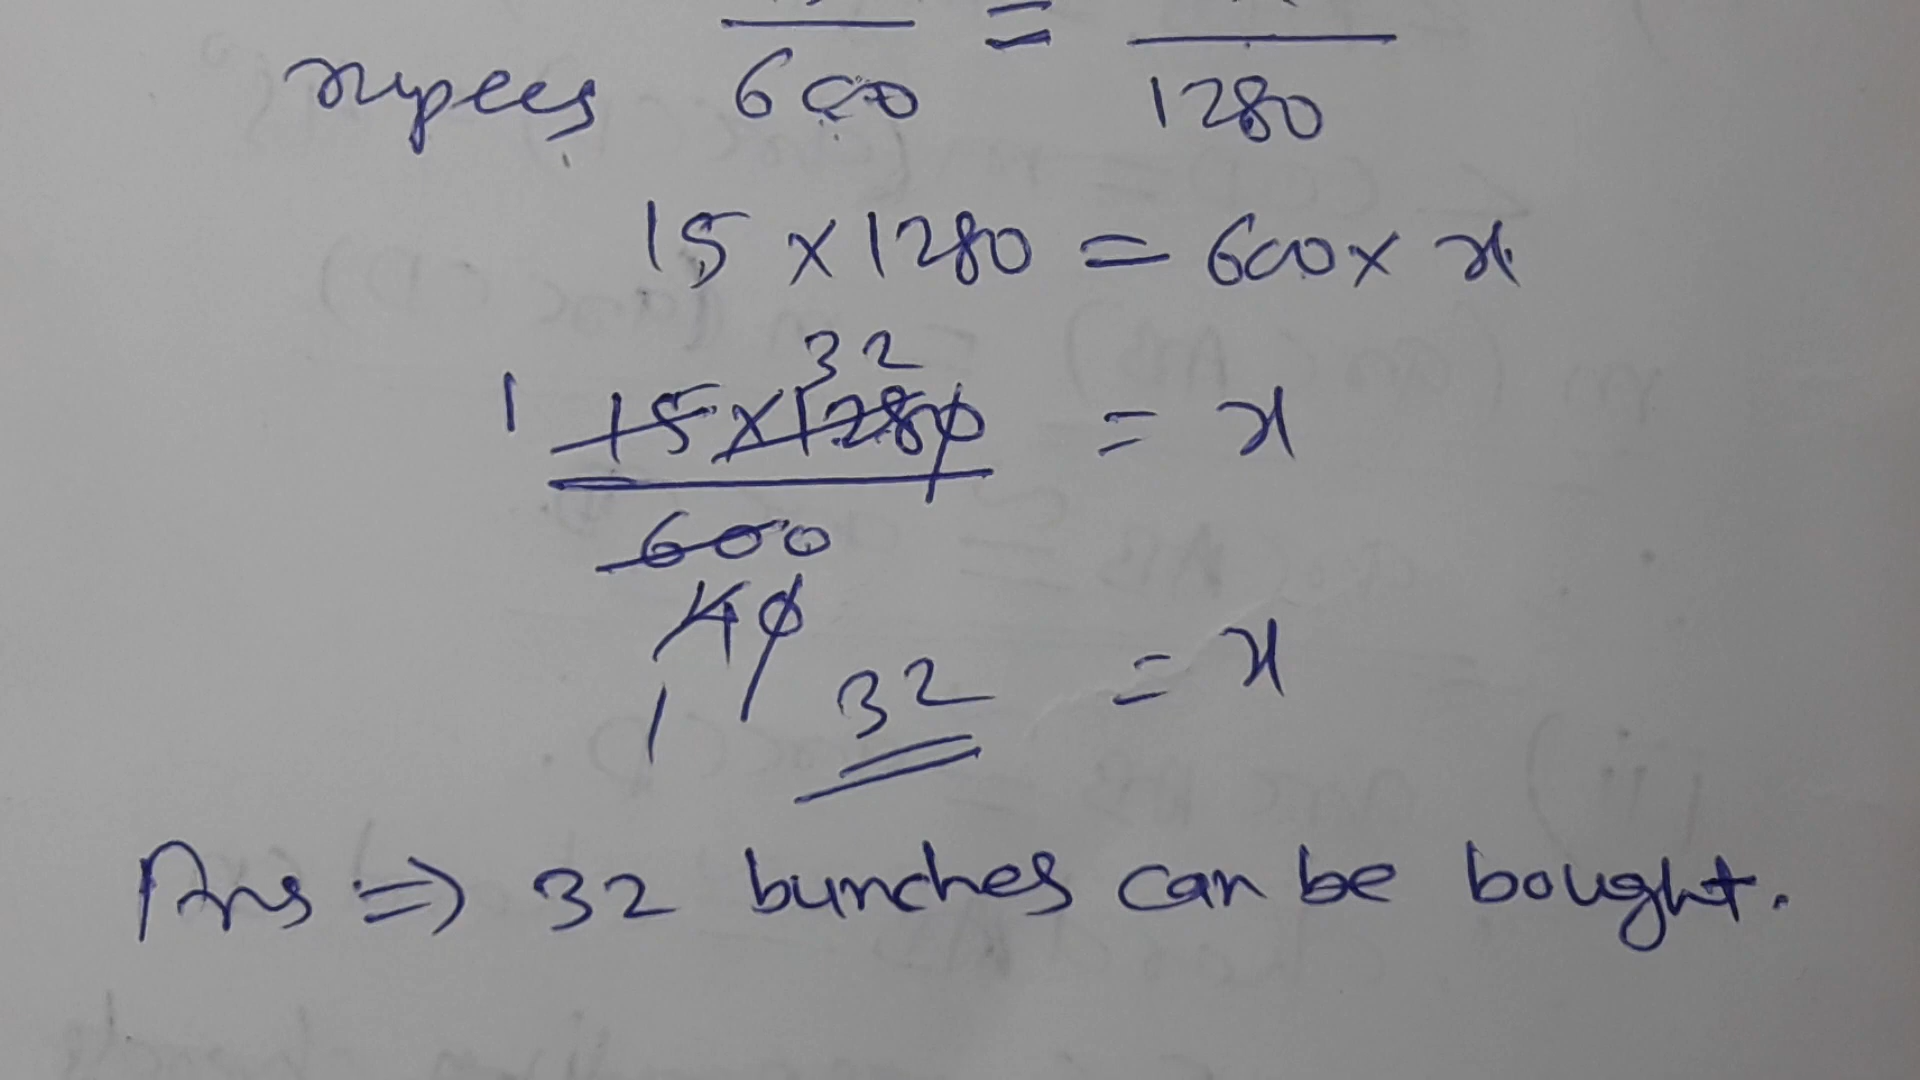 =
rupees 600 1280
15 × 1280 = 600 × x
32
1 15 × 1280 = x
600
40
1 32 = x
Ans ⇒ 32 bunches can be bought.